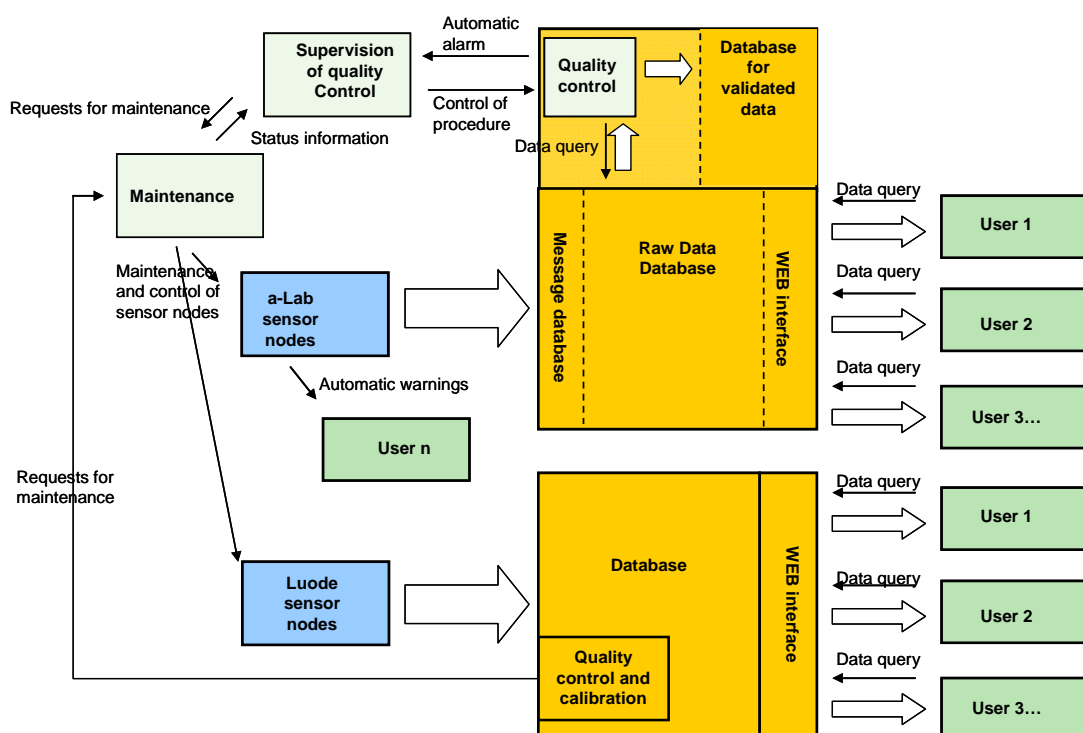 Automatic
alarm
Supervision
of quality
Control
Quality
control
Database
for
validated
data
Requests for maintenance
Control of
procedure
Status information
Data query
Maintenance
Data query
User 1
Message database
Raw Data
Database
WEB interface
Maintenance
and control of
sensor nodes
a-Lab
sensor
nodes
Data query
User 2
Automatic warnings
Data query
User 3…
User n
Requests for
maintenance
Data query
User 1
Luode
sensor
nodes
Database
WEB interface
Data query
User 2
Quality
control and
calibration
Data query
User 3…